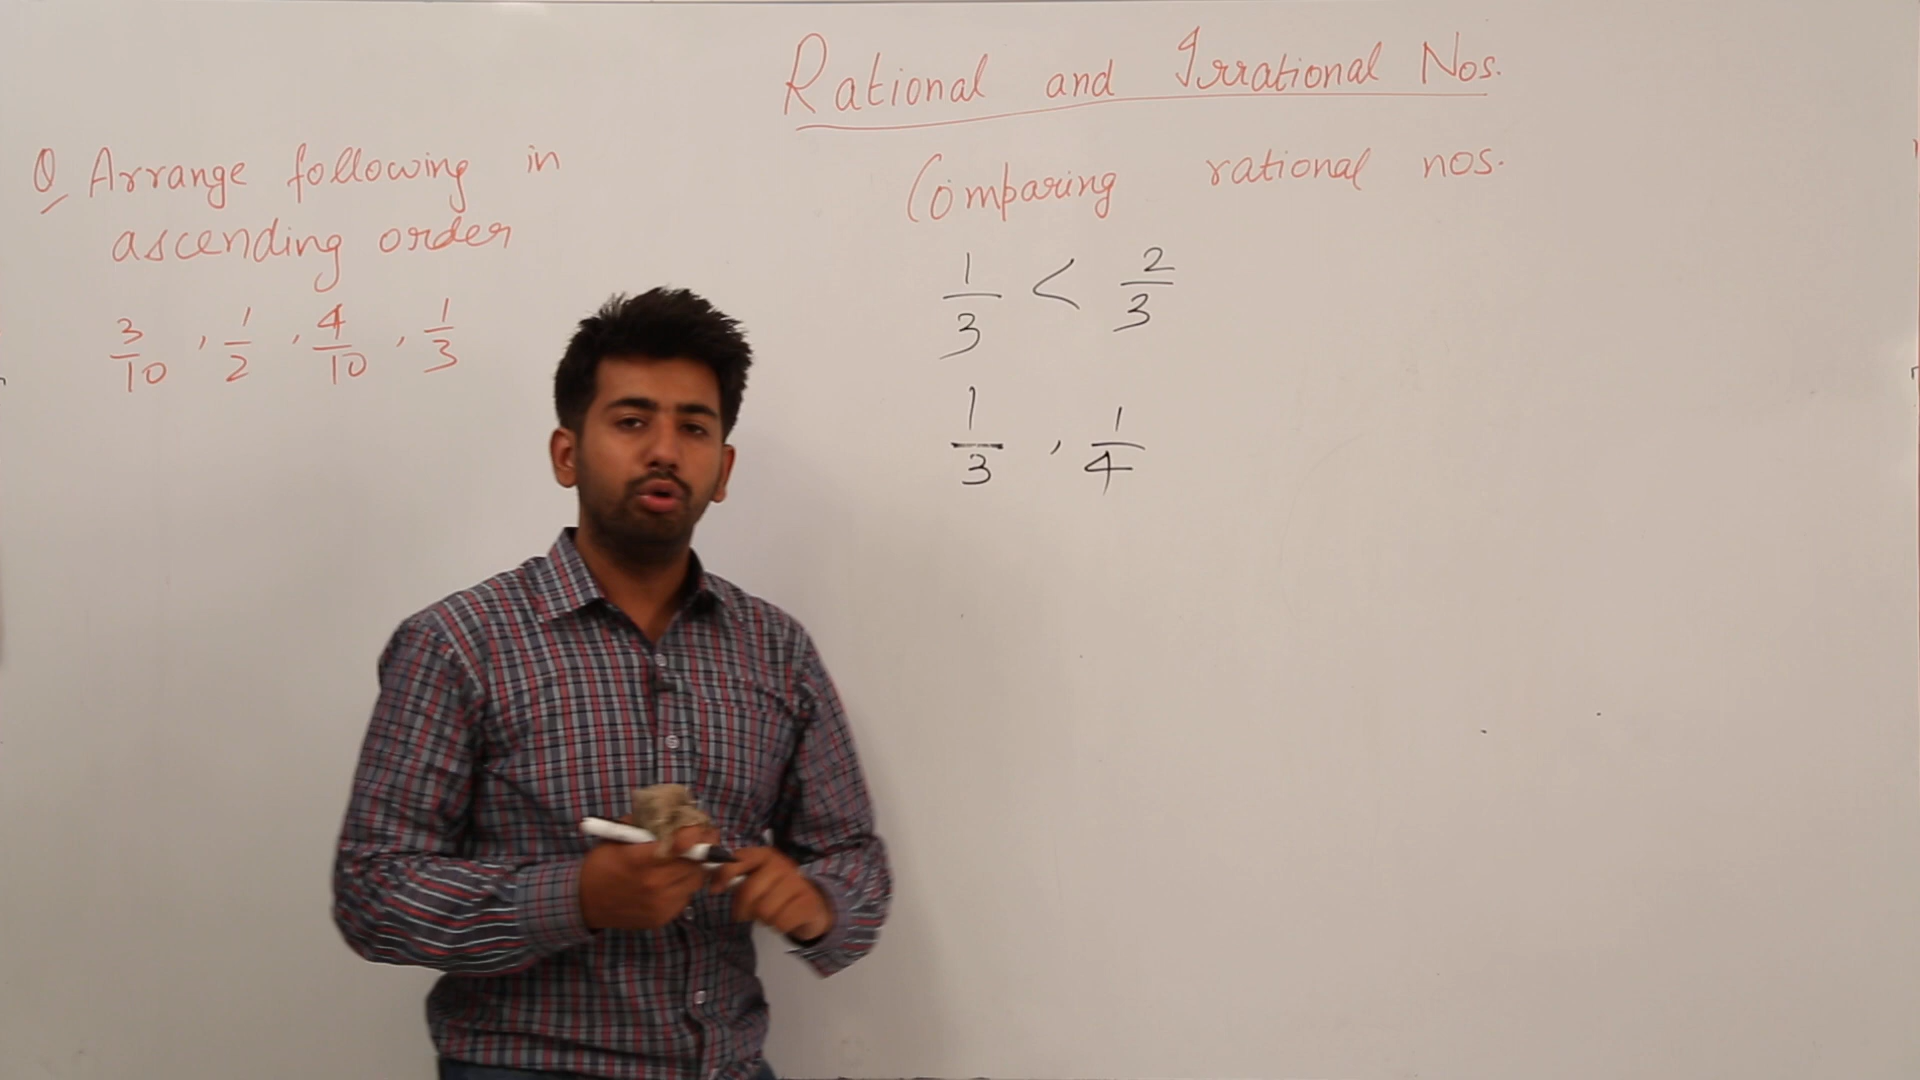 Rational and Irrational Nos.
Q Arrange following in
ascending order
3/10 , 1/2 , 4/10 , 1/3
Comparing rational nos.
1/3 < 2/3
1/3 , 1/4